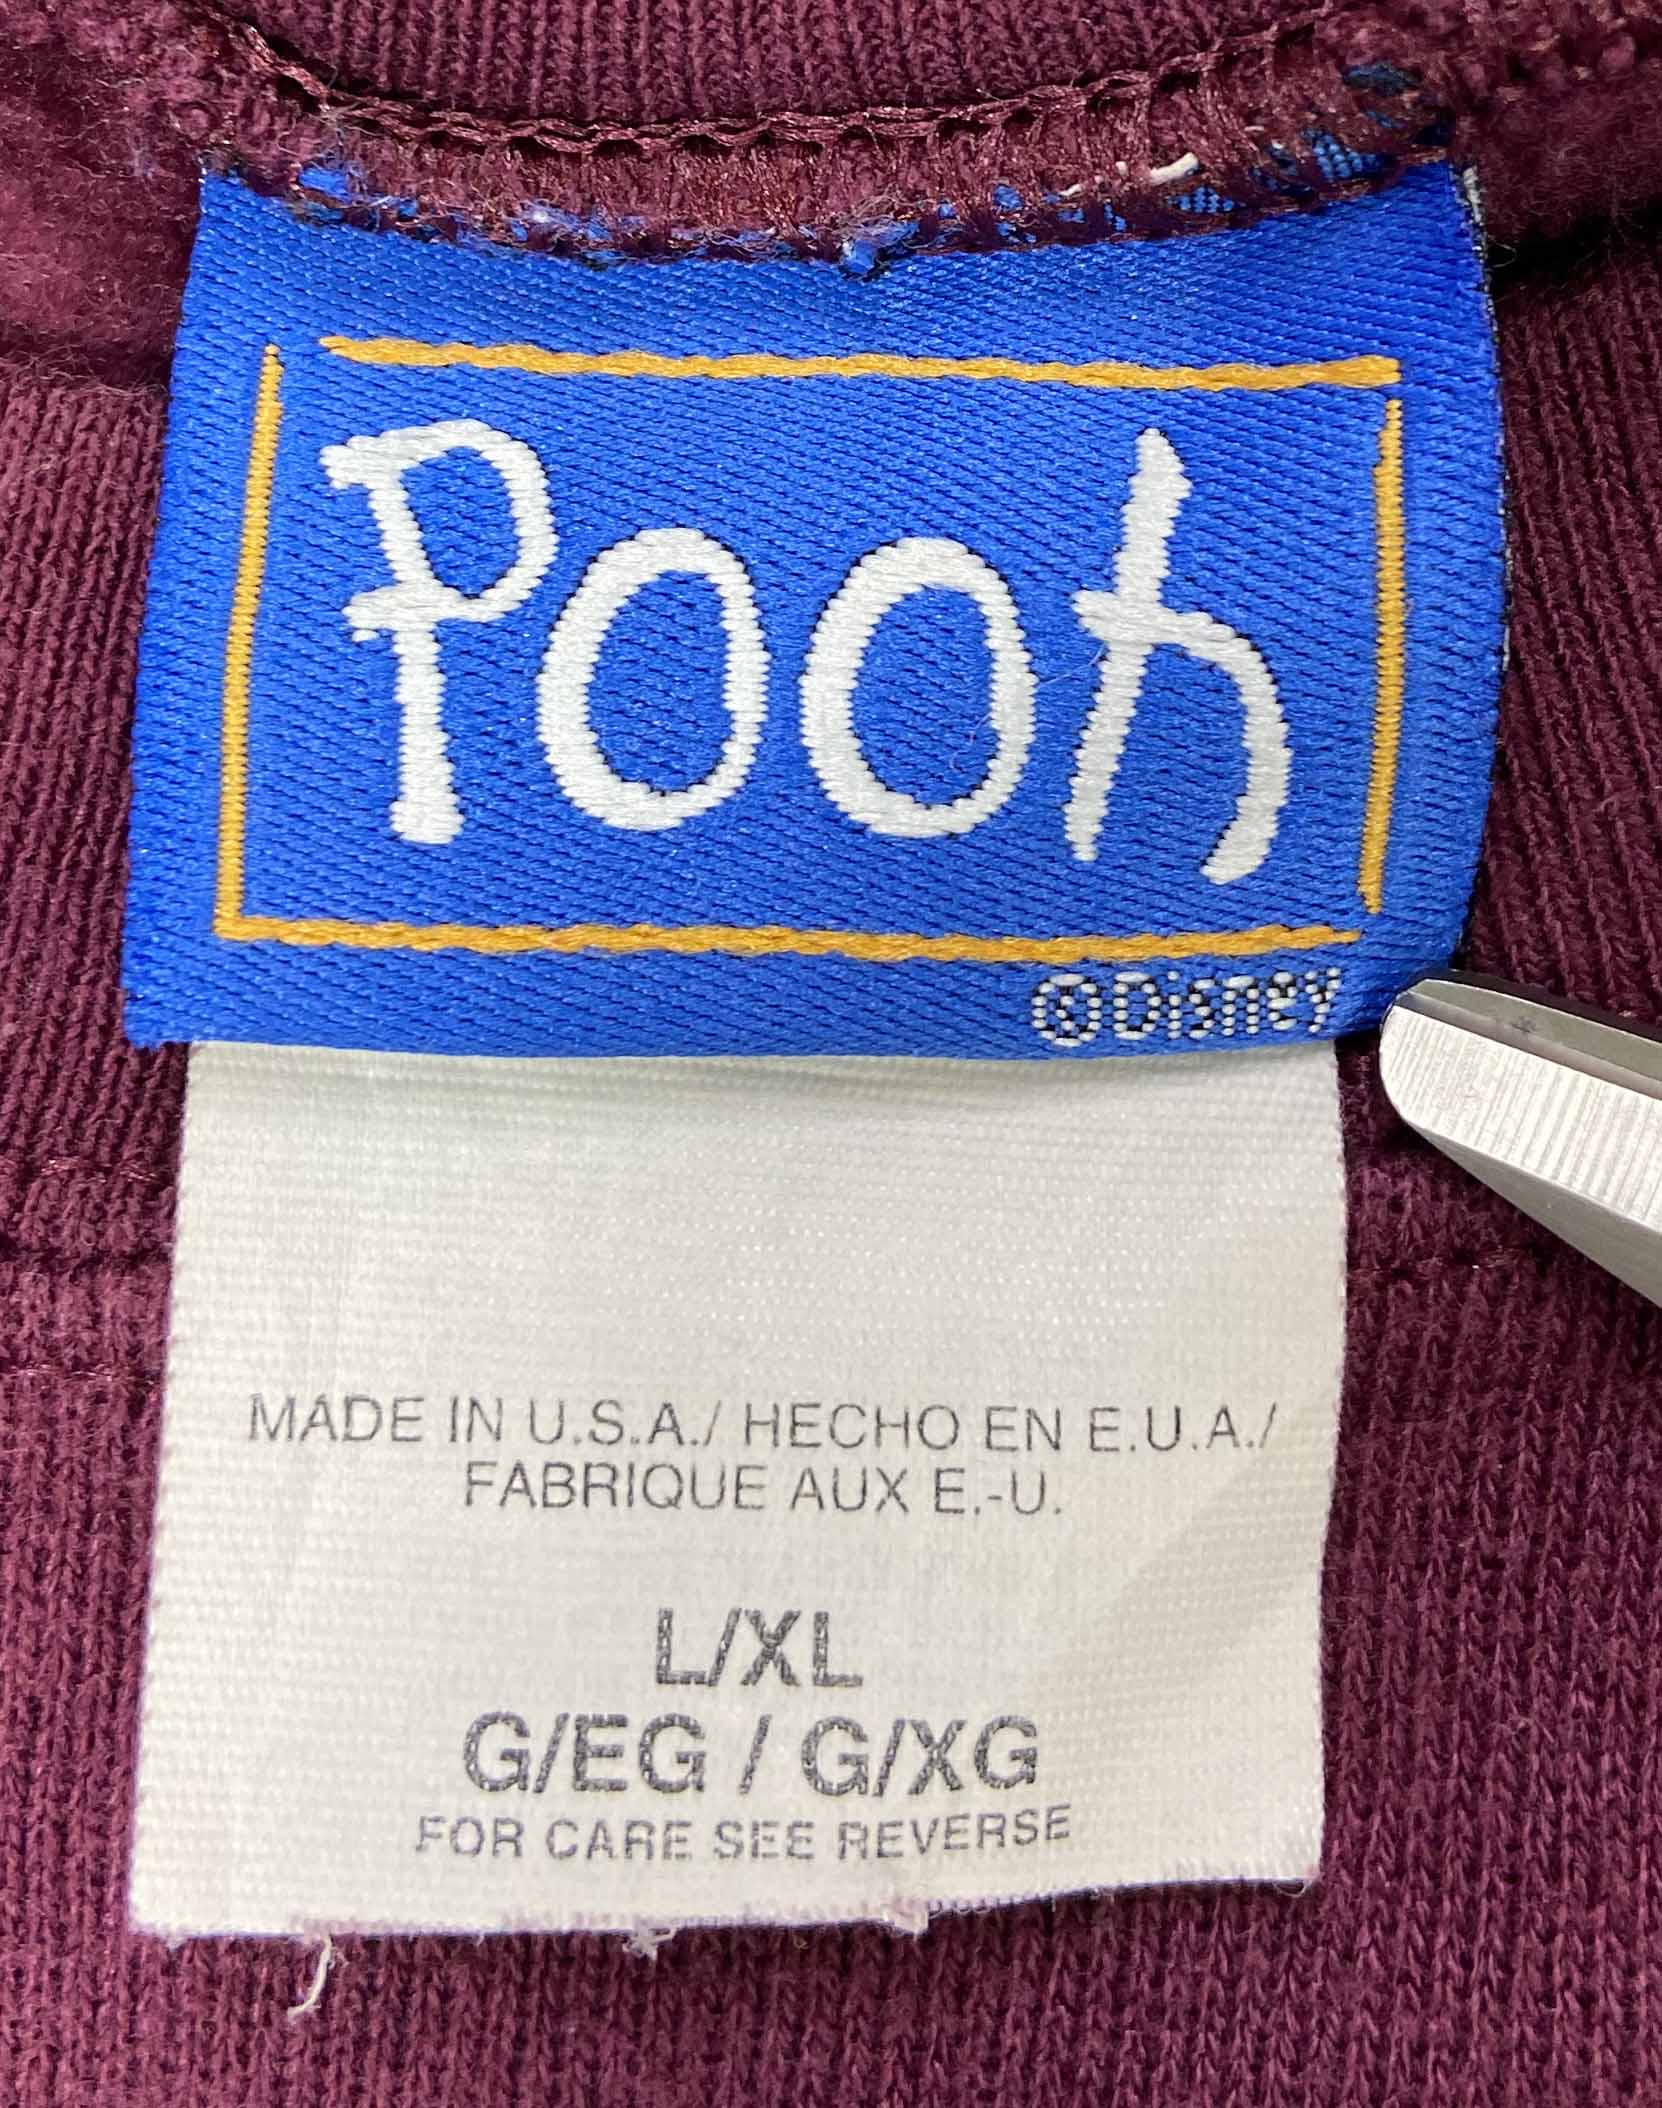 Pooh
©Disney
MADE IN U.S.A./ HECHO EN E.U.A./
FABRIQUE AUX E.-U.
L/XL
G/EG / G/XG
FOR CARE SEE REVERSE